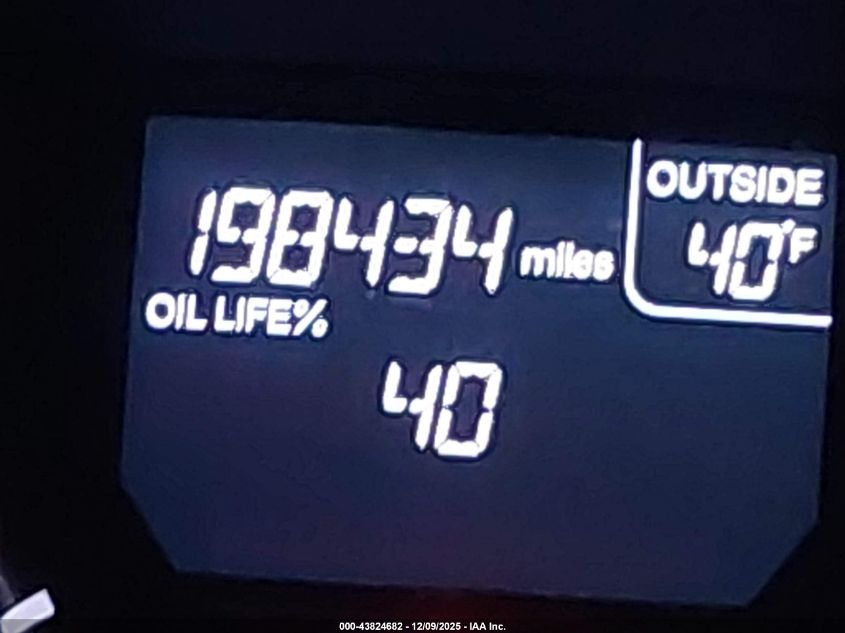 OUTSIDE
198434 miles
40°F
OIL LIFE%
40
000-43824682 - 12/09/2025 - IAA Inc.